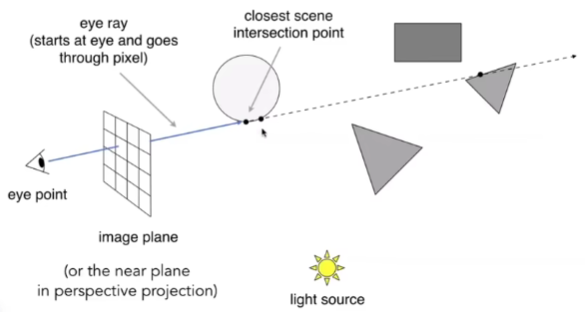 eye ray
(starts at eye and goes
through pixel)
closest scene
intersection point
eye point
image plane
(or the near plane
in perspective projection)
light source